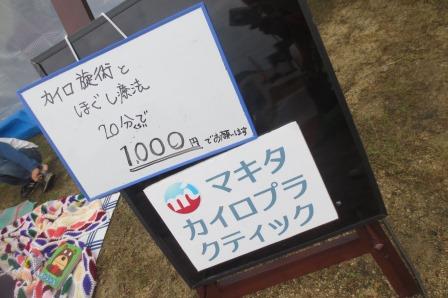 カイロ施術と
ほぐし療法
20分で
1,000円でお願いします
マキタ
カイロプラ
クティック